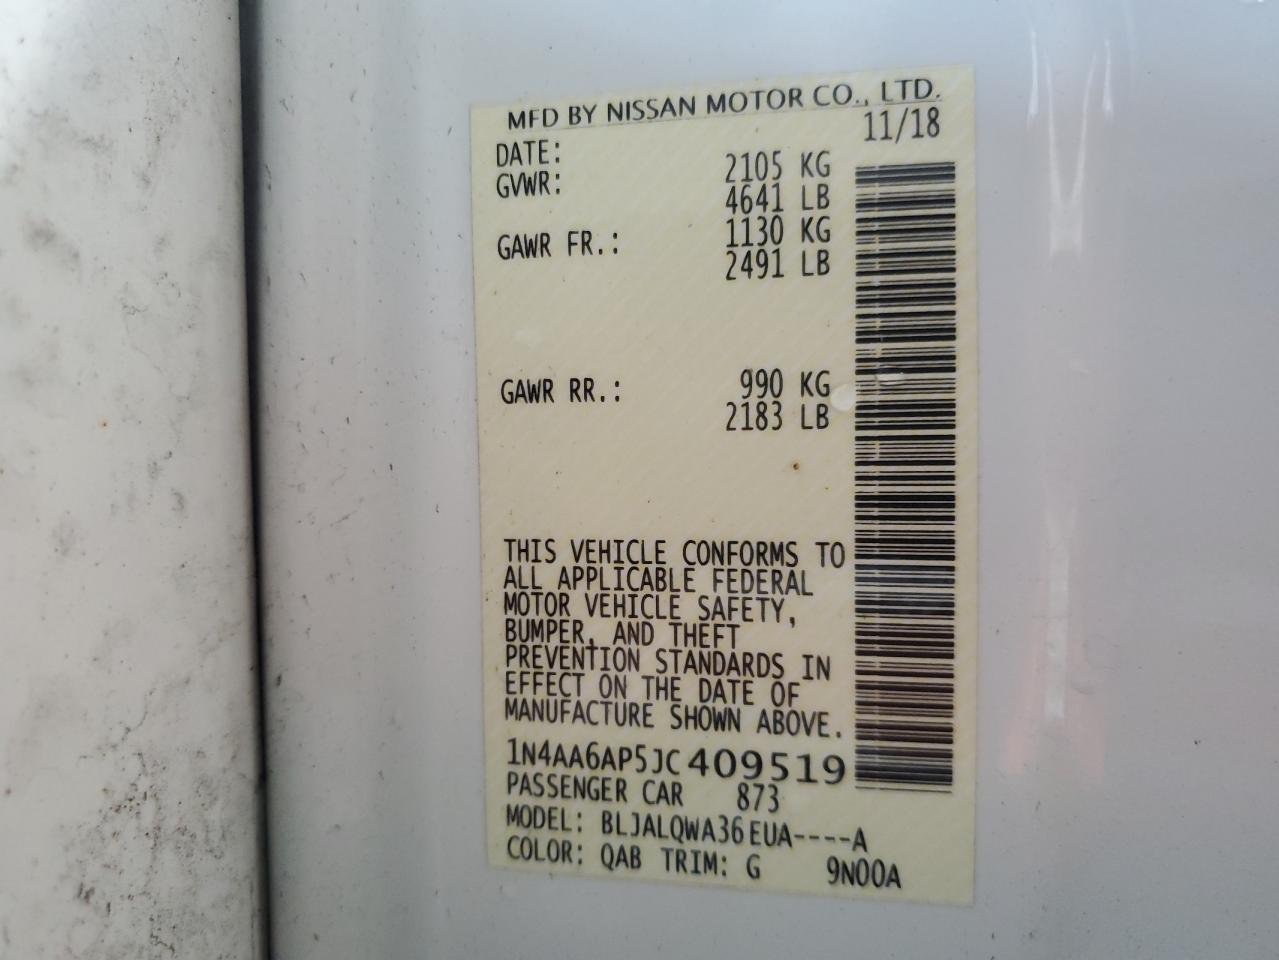 MFD BY NISSAN MOTOR CO., LTD.
DATE: 11/18
GVWR: 2105 KG
4641 LB
GAWR FR.: 1130 KG
2491 LB
GAWR RR.: 990 KG
2183 LB
THIS VEHICLE CONFORMS TO
ALL APPLICABLE FEDERAL
MOTOR VEHICLE SAFETY,
BUMPER, AND THEFT
PREVENTION STANDARDS IN
EFFECT ON THE DATE OF
MANUFACTURE SHOWN ABOVE.
1N4AA6AP5JC409519
PASSENGER CAR 873
MODEL: BLJALQWA36EUA----A
COLOR: QAB TRIM: G 9N00A